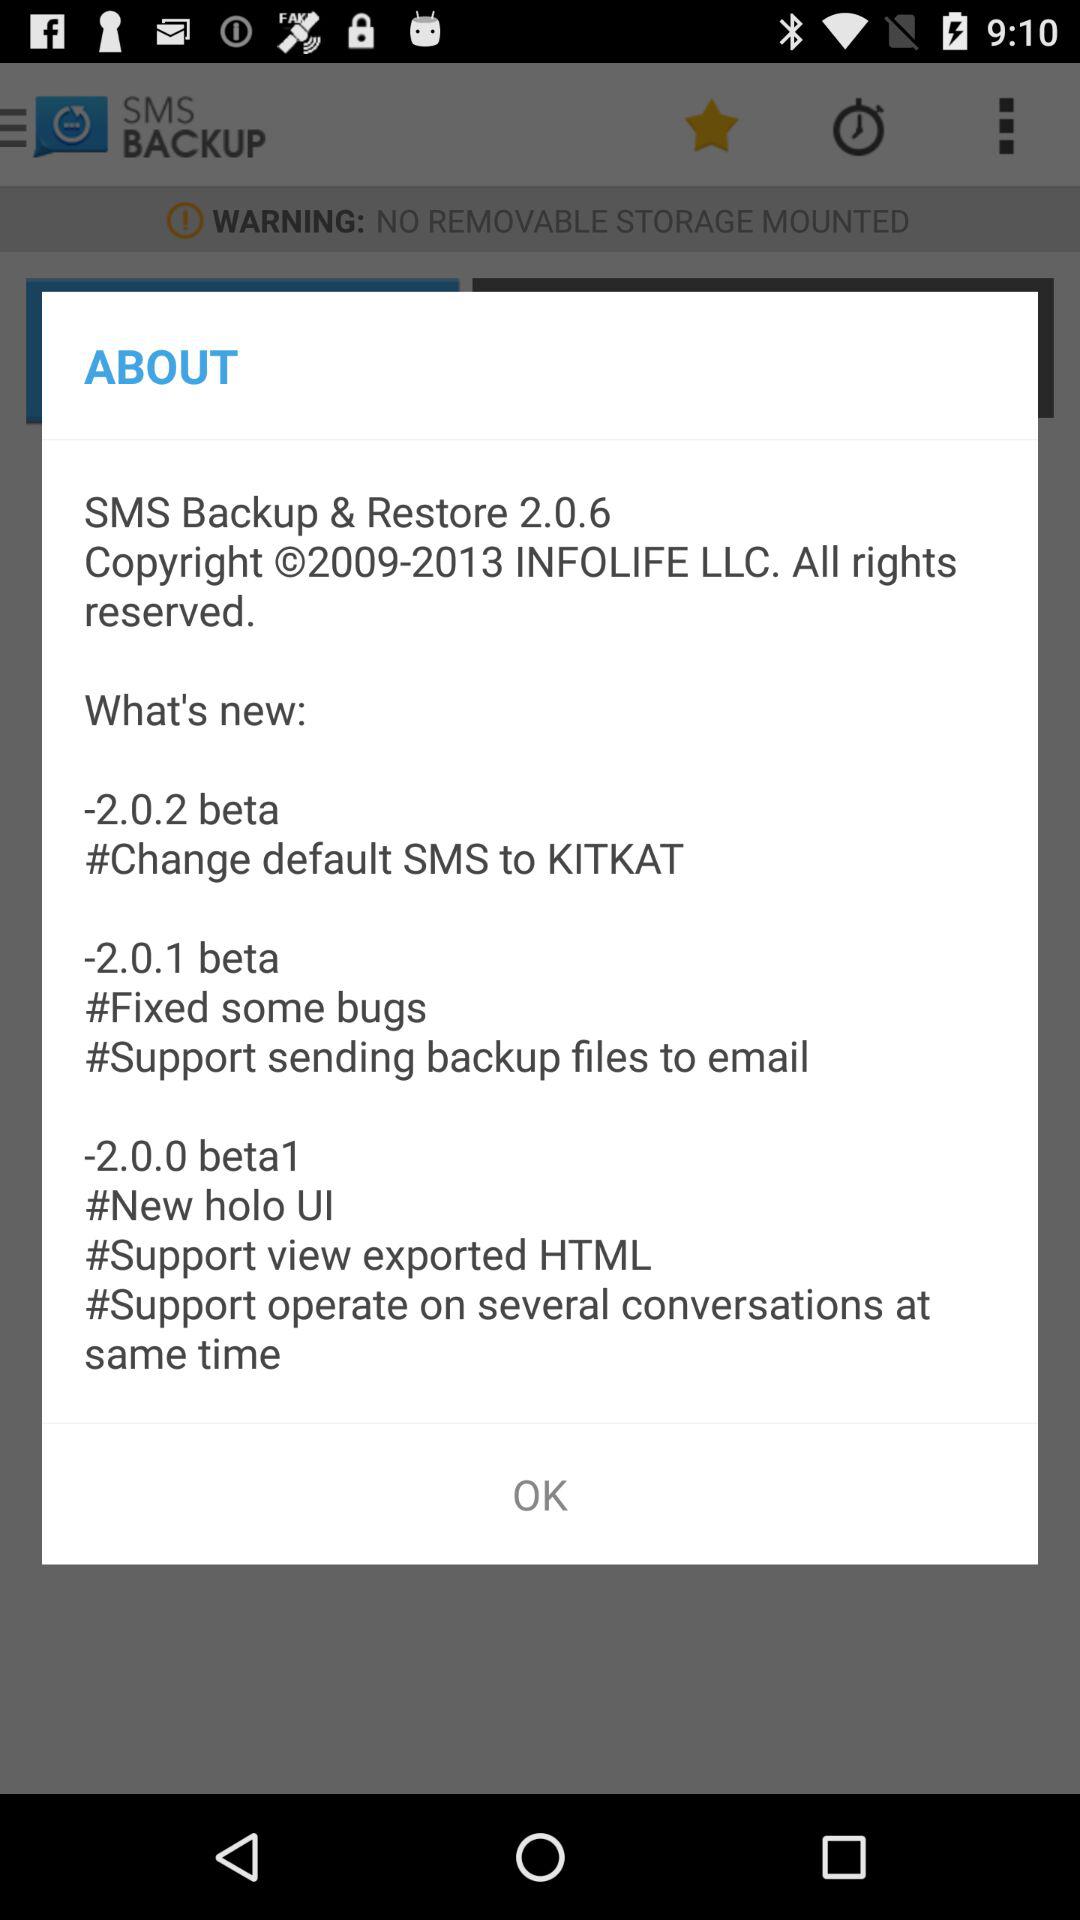 FAKE
9:10
SMS
BACKUP
WARNING: NO REMOVABLE STORAGE MOUNTED
ABOUT
SMS Backup & Restore 2.0.6
Copyright ©2009-2013 INFOLIFE LLC. All rights
reserved.
What's new:
-2.0.2 beta
#Change default SMS to KITKAT
-2.0.1 beta
#Fixed some bugs
#Support sending backup files to email
-2.0.0 beta1
#New holo UI
#Support view exported HTML
#Support operate on several conversations at
same time
OK